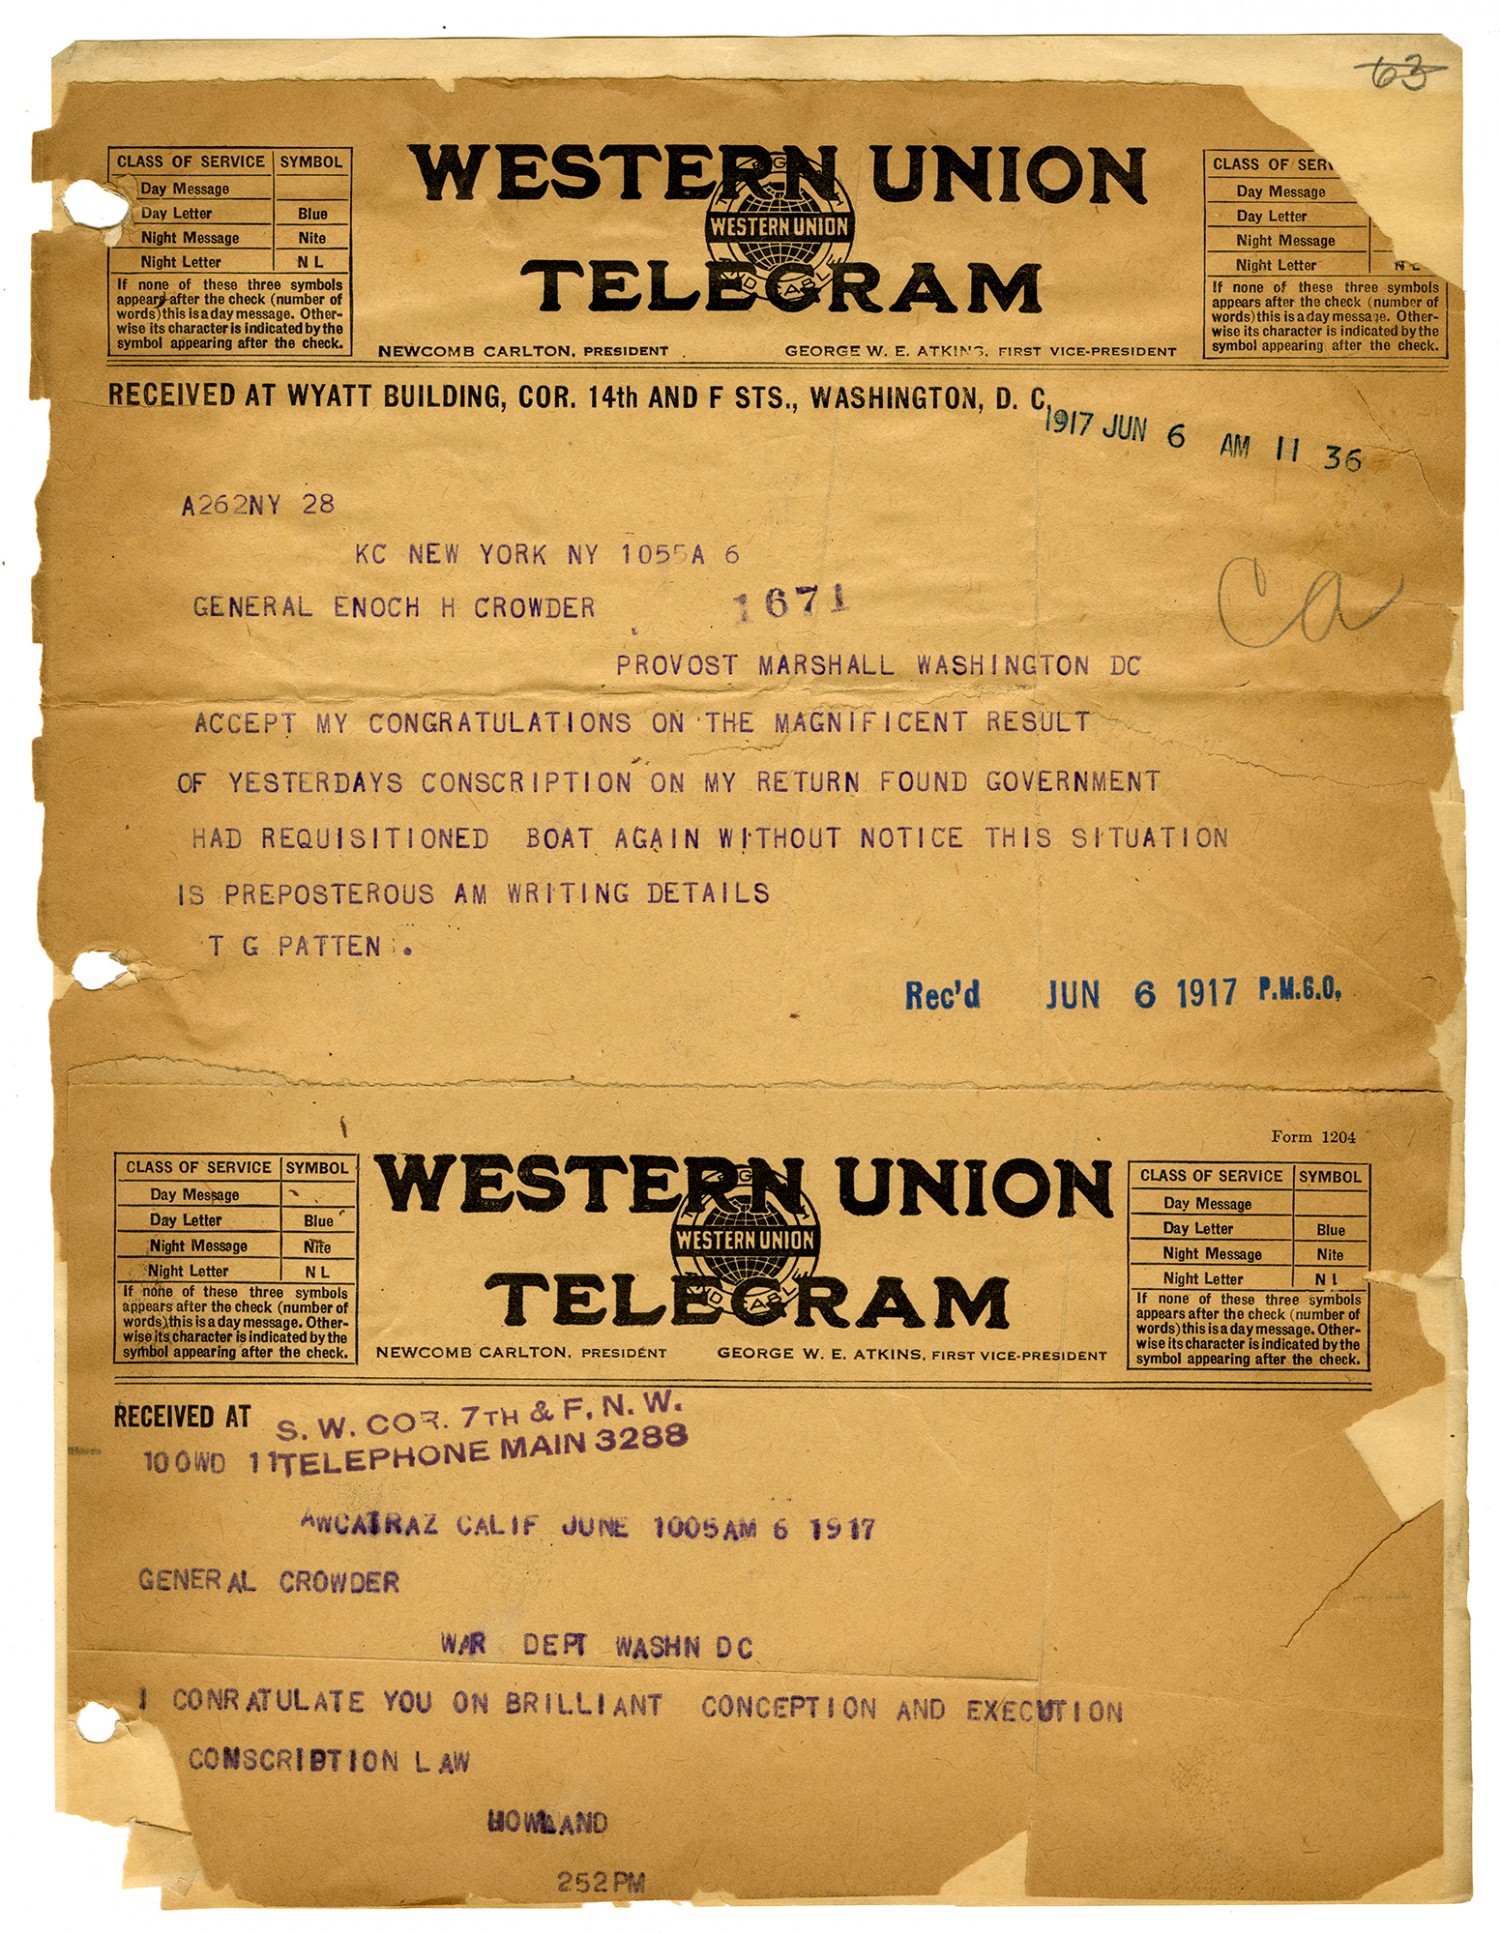 63
CLASS OF SERVICE SYMBOL
Day Message
Day Letter Blue
Night Message Nite
Night Letter N L
If none of these three symbols
appears after the check (number of
words) this is a day message. Other-
wise its character is indicated by the
symbol appearing after the check.
WESTERN UNION
WESTERN UNION
TELEGRAM
NEWCOMB CARLTON, PRESIDENT GEORGE W. E. ATKINS, FIRST VICE-PRESIDENT
CLASS OF SERV
Day Message
Day Letter
Night Message
Night Letter N L
If none of these three symbols
appears after the check (number of
words) this is a day message. Other-
wise its character is indicated by the
symbol appearing after the check.
RECEIVED AT WYATT BUILDING, COR. 14th AND F STS., WASHINGTON, D. C.
1917 JUN 6 AM 11 36
A262NY 28
KC NEW YORK NY 1055A 6
GENERAL ENOCH H CROWDER 1671
Ca
PROVOST MARSHALL WASHINGTON DC
ACCEPT MY CONGRATULATIONS ON THE MAGNIFICENT RESULT
OF YESTERDAYS CONSCRIPTION ON MY RETURN FOUND GOVERNMENT
HAD REQUISITIONED BOAT AGAIN WITHOUT NOTICE THIS SITUATION
IS PREPOSTEROUS AM WRITING DETAILS
T G PATTEN .
Rec'd JUN 6 1917 P.M.G.O.
Form 1204
CLASS OF SERVICE SYMBOL
Day Message
Day Letter Blue
Night Message Nite
Night Letter N L
If none of these three symbols
appears after the check (number of
words) this is a day message. Other-
wise its character is indicated by the
symbol appearing after the check.
WESTERN UNION
WESTERN UNION
TELEGRAM
NEWCOMB CARLTON, PRESIDENT GEORGE W. E. ATKINS, FIRST VICE-PRESIDENT
CLASS OF SERVICE SYMBOL
Day Message
Day Letter Blue
Night Message Nite
Night Letter N L
If none of these three symbols
appears after the check (number of
words) this is a day message. Other-
wise its character is indicated by the
symbol appearing after the check.
RECEIVED AT S. W. COR. 7TH & F. N. W.
100WD 11 TELEPHONE MAIN 3288
AWCATRAZ CALIF JUNE 1005AM 6 1917
GENERAL CROWDER
WAR DEPT WASHN DC
I CONRATULATE YOU ON BRILLIANT CONCEPTION AND EXECUTION
CONSCRIPTION LAW
HOWLAND
252PM